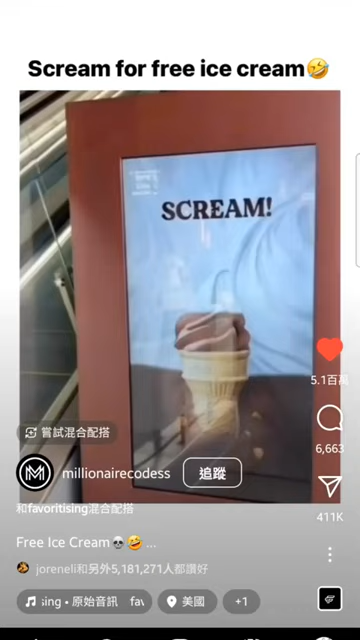 Scream for free ice cream🤣
SCREAM!
嘗試混合配搭
5.1百萬
millionairecodess
追蹤
6,663
和favoritising混合配搭
411K
Free Ice Cream💀🤣 ...
joreneli和另外5,181,271人都讚好
ising • 原始音訊 fav
美國
+1